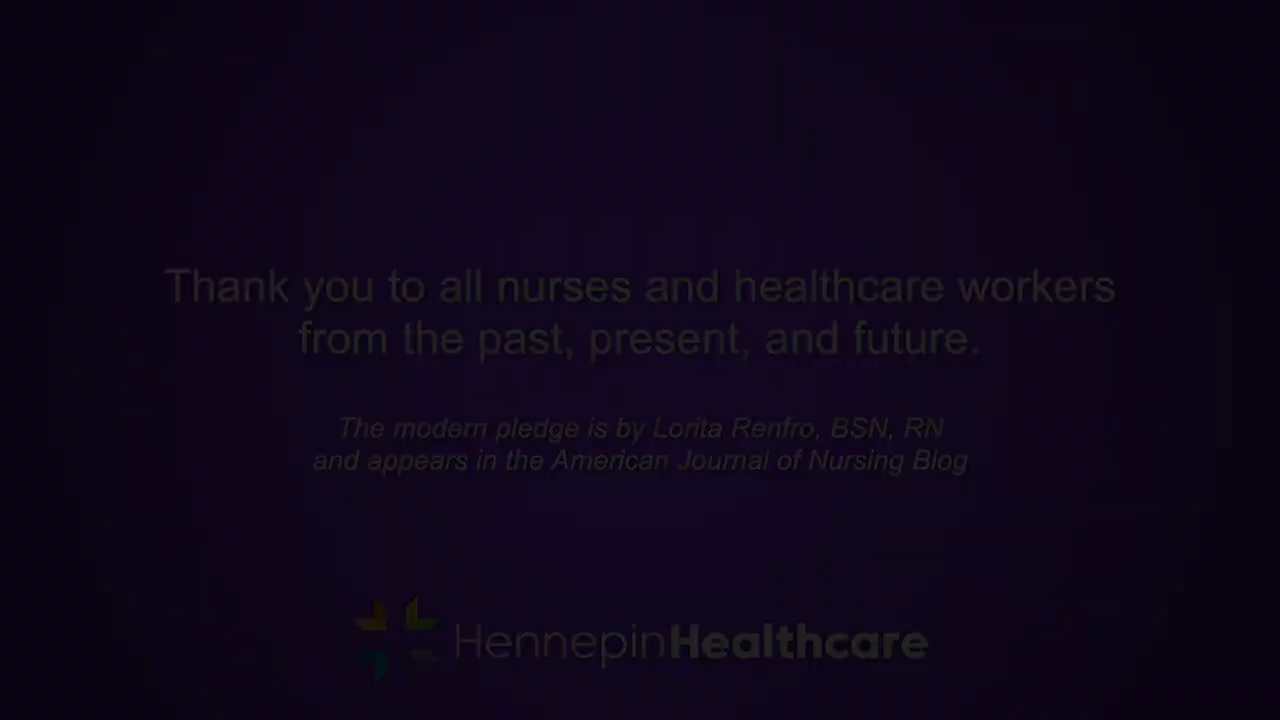 Thank you to all nurses and healthcare workers
from the past, present, and future.
The modern pledge is by Lorita Renfro, BSN, RN
and appears in the American Journal of Nursing Blog
HennepinHealthcare